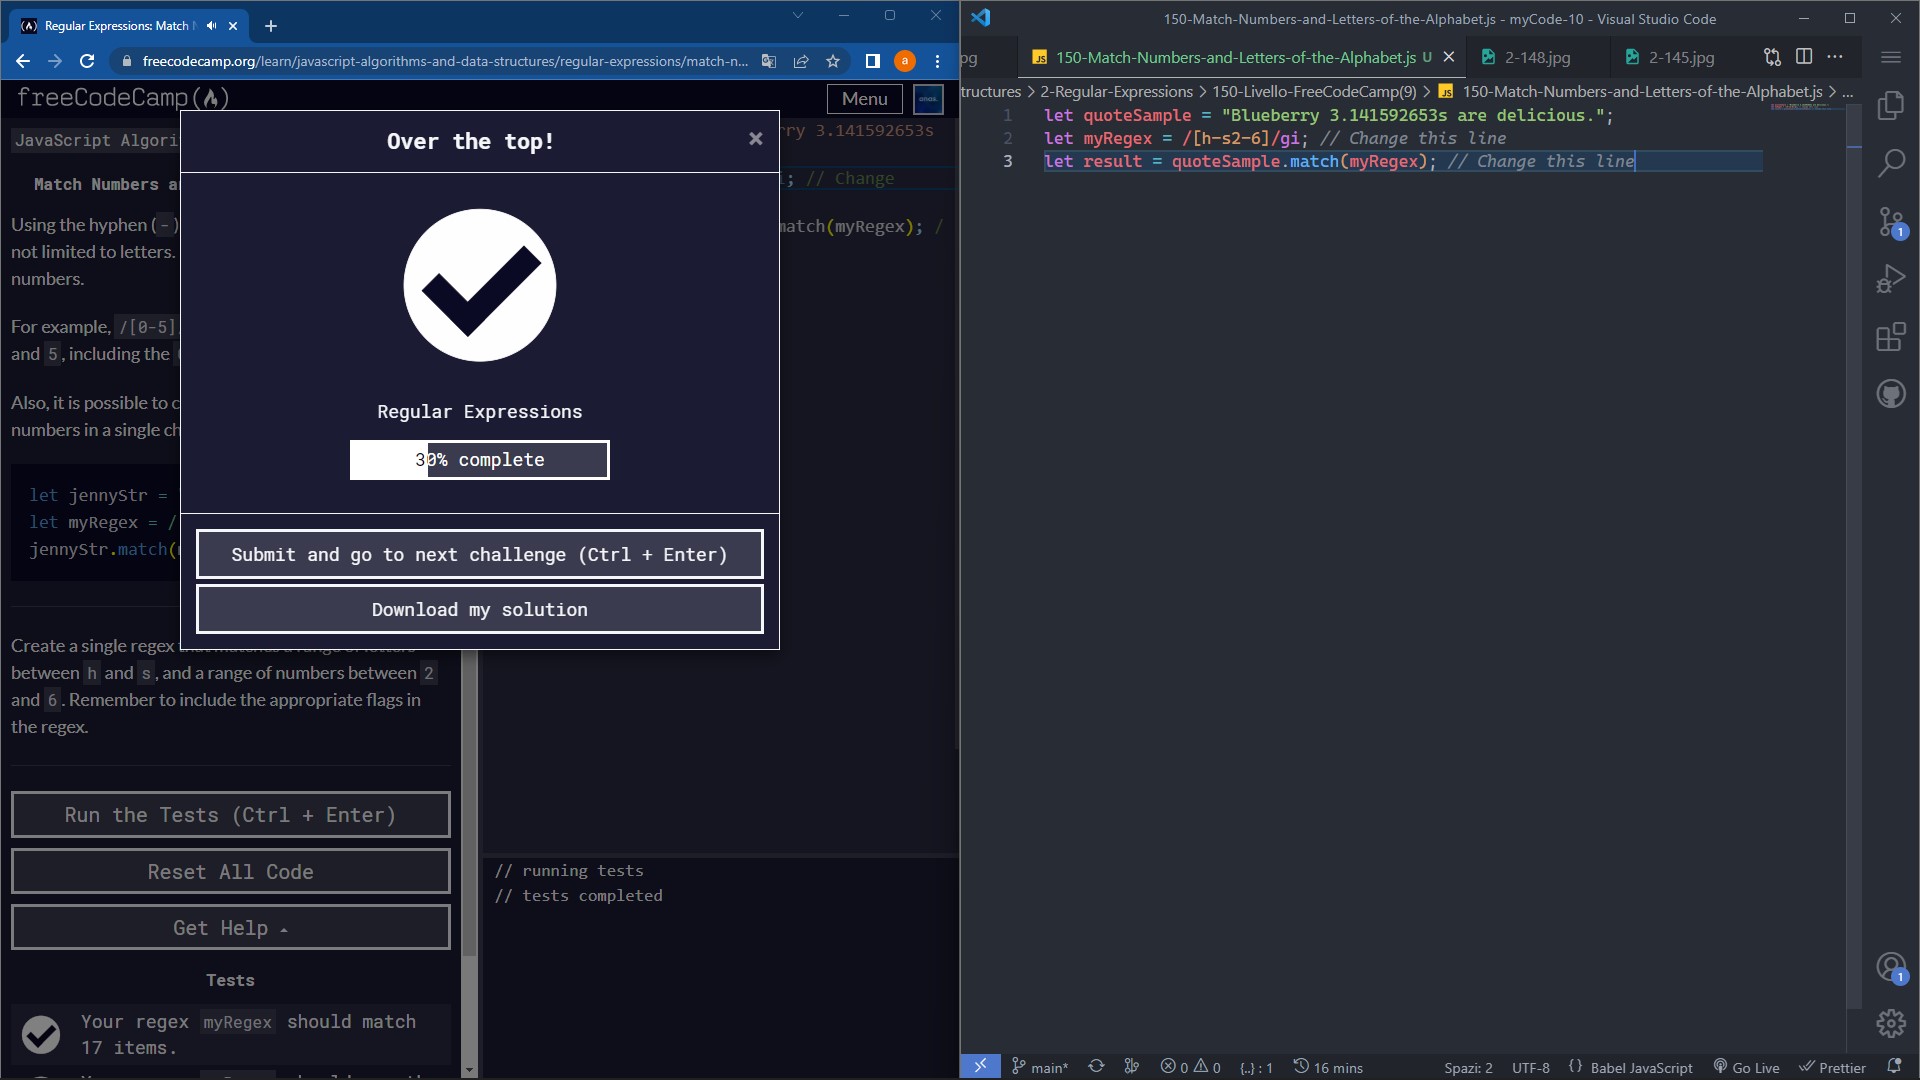 Regular Expressions: Match
freecodecamp.org/learn/javascript-algorithms-and-data-structures/regular-expressions/match-n...
a
freeCodeCamp
Menu
JavaScript Algori
Match Numbers a
Using the hyphen (-)
not limited to letters.
numbers.
For example, /[0-5]
and 5, including the
Also, it is possible to c
numbers in a single ch
let jennyStr =
let myRegex = /
jennyStr.match(
Create a single regex that matches a range of letters
between h and s, and a range of numbers between 2
and 6. Remember to include the appropriate flags in
the regex.
Run the Tests (Ctrl + Enter)
Reset All Code
Get Help
Tests
Your regex myRegex should match
17 items.
rry 3.141592653s
; // Change
match(myRegex); /
Over the top!
×
Regular Expressions
30% complete
Submit and go to next challenge (Ctrl + Enter)
Download my solution
// running tests
// tests completed
150-Match-Numbers-and-Letters-of-the-Alphabet.js - myCode-10 - Visual Studio Code
pg
JS 150-Match-Numbers-and-Letters-of-the-Alphabet.js U
2-148.jpg
2-145.jpg
tructures > 2-Regular-Expressions > 150-Livello-FreeCodeCamp(9) > JS 150-Match-Numbers-and-Letters-of-the-Alphabet.js > ...
1 let quoteSample = "Blueberry 3.141592653s are delicious.";
2 let myRegex = /[h-s2-6]/gi; // Change this line
3 let result = quoteSample.match(myRegex); // Change this line
1
1
main* 0 0 {..} : 1 16 mins Spazi: 2 UTF-8 {} Babel JavaScript Go Live Prettier